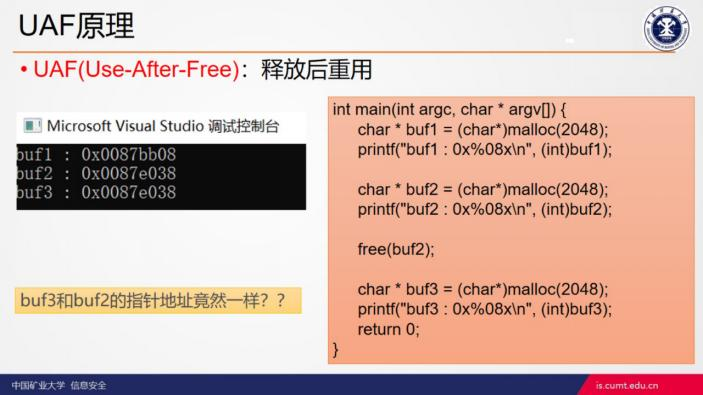 UAF原理
• UAF(Use-After-Free)：释放后重用
Microsoft Visual Studio 调试控制台
buf1 : 0x0087bb08
buf2 : 0x0087e038
buf3 : 0x0087e038
buf3和buf2的指针地址竟然一样？？
int main(int argc, char * argv[]) {
char * buf1 = (char*)malloc(2048);
printf("buf1 : 0x%08x\n", (int)buf1);
char * buf2 = (char*)malloc(2048);
printf("buf2 : 0x%08x\n", (int)buf2);
free(buf2);
char * buf3 = (char*)malloc(2048);
printf("buf3 : 0x%08x\n", (int)buf3);
return 0;
}
中国矿业大学 信息安全
is.cumt.edu.cn